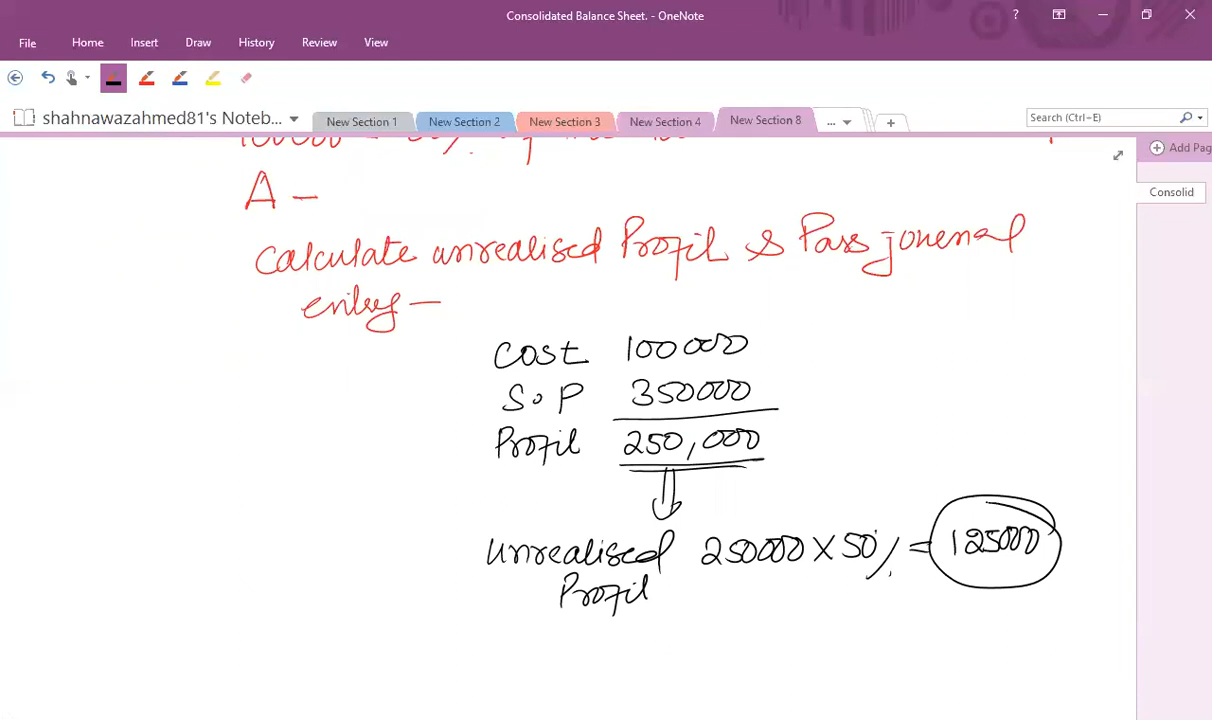 Consolidated Balance Sheet. - OneNote
?
File Home Insert Draw History Review View
shahnawazahmed81's Noteb... New Section 1 New Section 2 New Section 3 New Section 4 New Section 8 ... + Search (Ctrl+E)
Add Pag
Consolid
A -
Calculate unrealised Profit & Pass journal
entry -
Cost 100000
S.P 350000
Profit 250,000
Unrealised 250000 X 50% = 125000
Profit